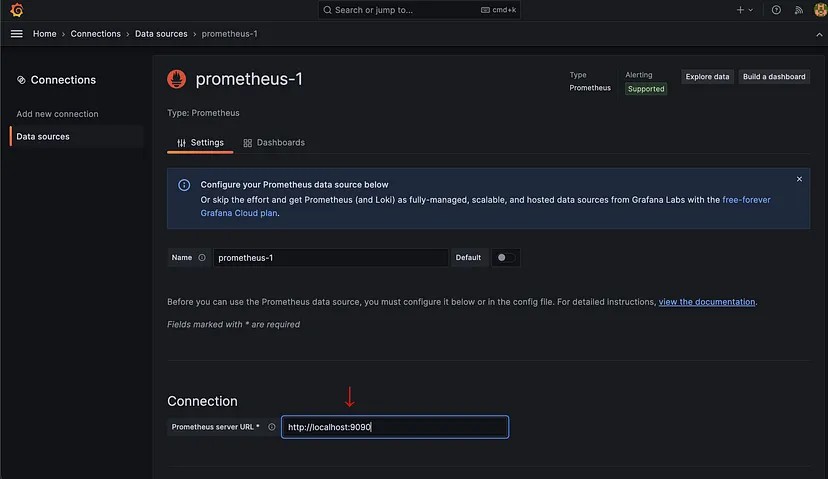 Search or jump to...
cmd+k
Home › Connections › Data sources › prometheus-1
Connections
Add new connection
Data sources
prometheus-1
Type
Prometheus
Alerting
Supported
Explore data
Build a dashboard
Type: Prometheus
Settings
Dashboards
Configure your Prometheus data source below
Or skip the effort and get Prometheus (and Loki) as fully-managed, scalable, and hosted data sources from Grafana Labs with the free-forever
Grafana Cloud plan.
Name
prometheus-1
Default
Before you can use the Prometheus data source, you must configure it below or in the config file. For detailed instructions, view the documentation.
Fields marked with * are required
Connection
Prometheus server URL *
http://localhost:9090